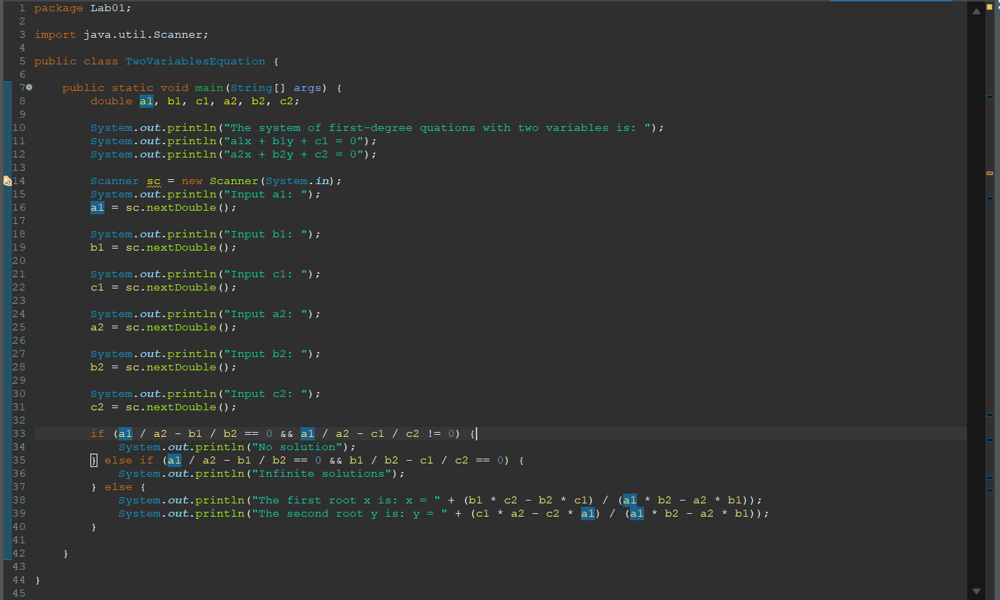 1 package Lab01;
2
3 import java.util.Scanner;
4
5 public class TwoVariablesEquation {
6
7     public static void main(String[] args) {
8         double a1, b1, c1, a2, b2, c2;
9
10         System.out.println("The system of first-degree quations with two variables is: ");
11         System.out.println("a1x + b1y + c1 = 0");
12         System.out.println("a2x + b2y + c2 = 0");
13
14         Scanner sc = new Scanner(System.in);
15         System.out.println("Input a1: ");
16         a1 = sc.nextDouble();
17
18         System.out.println("Input b1: ");
19         b1 = sc.nextDouble();
20
21         System.out.println("Input c1: ");
22         c1 = sc.nextDouble();
23
24         System.out.println("Input a2: ");
25         a2 = sc.nextDouble();
26
27         System.out.println("Input b2: ");
28         b2 = sc.nextDouble();
29
30         System.out.println("Input c2: ");
31         c2 = sc.nextDouble();
32
33         if (a1 / a2 - b1 / b2 == 0 && a1 / a2 - c1 / c2 != 0) {
34             System.out.println("No solution");
35         } else if (a1 / a2 - b1 / b2 == 0 && b1 / b2 - c1 / c2 == 0) {
36             System.out.println("Infinite solutions");
37         } else {
38             System.out.println("The first root x is: x = " + (b1 * c2 - b2 * c1) / (a1 * b2 - a2 * b1));
39             System.out.println("The second root y is: y = " + (c1 * a2 - c2 * a1) / (a1 * b2 - a2 * b1));
40         }
41
42     }
43
44 }
45